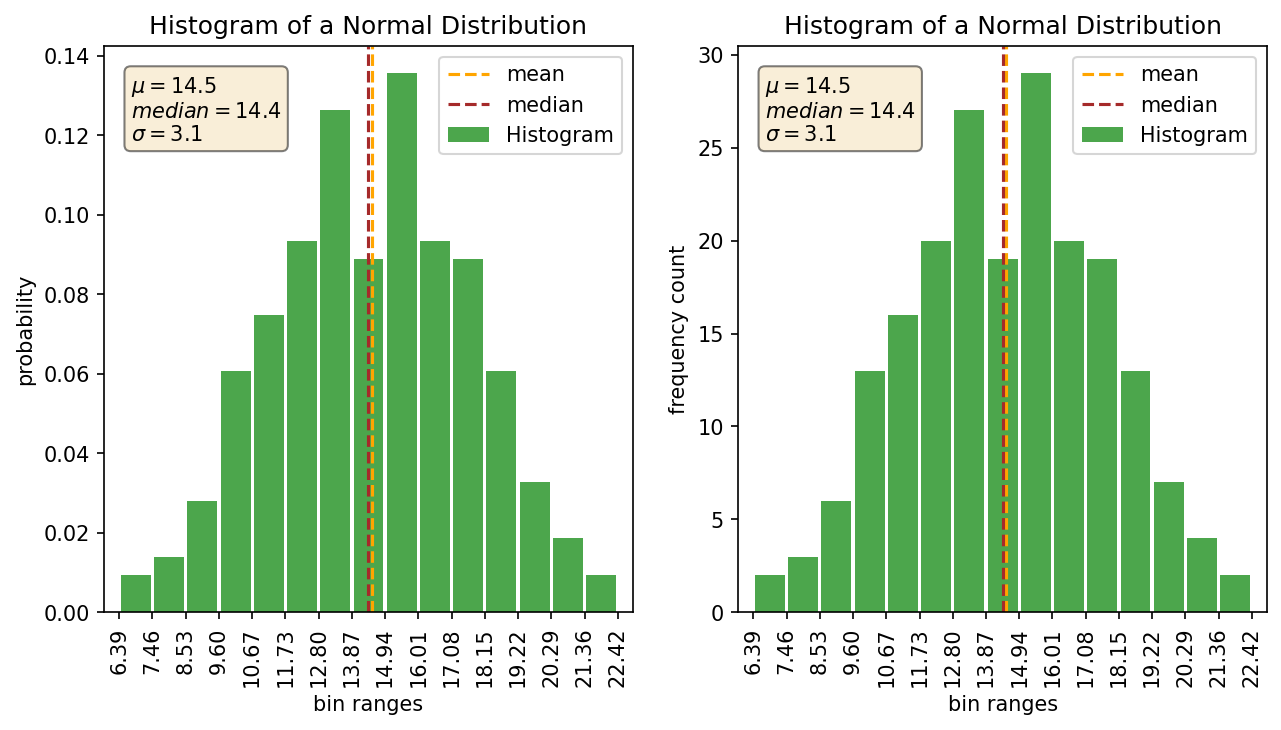 Histogram of a Normal Distribution
μ = 14.5
median = 14.4
σ = 3.1
mean
median
Histogram
probability
0.14
0.12
0.10
0.08
0.06
0.04
0.02
0.00
6.39
7.46
8.53
9.60
10.67
11.73
12.80
13.87
14.94
16.01
17.08
18.15
19.22
20.29
21.36
22.42
bin ranges
Histogram of a Normal Distribution
μ = 14.5
median = 14.4
σ = 3.1
mean
median
Histogram
frequency count
30
25
20
15
10
5
0
6.39
7.46
8.53
9.60
10.67
11.73
12.80
13.87
14.94
16.01
17.08
18.15
19.22
20.29
21.36
22.42
bin ranges